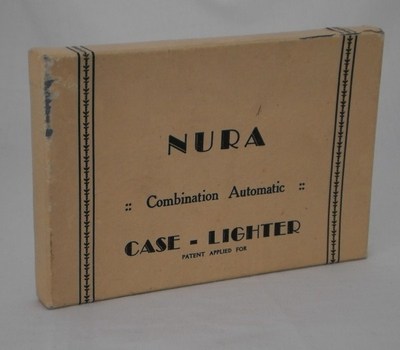 NURA
:: Combination Automatic ::
CASE - LIGHTER
PATENT APPLIED FOR